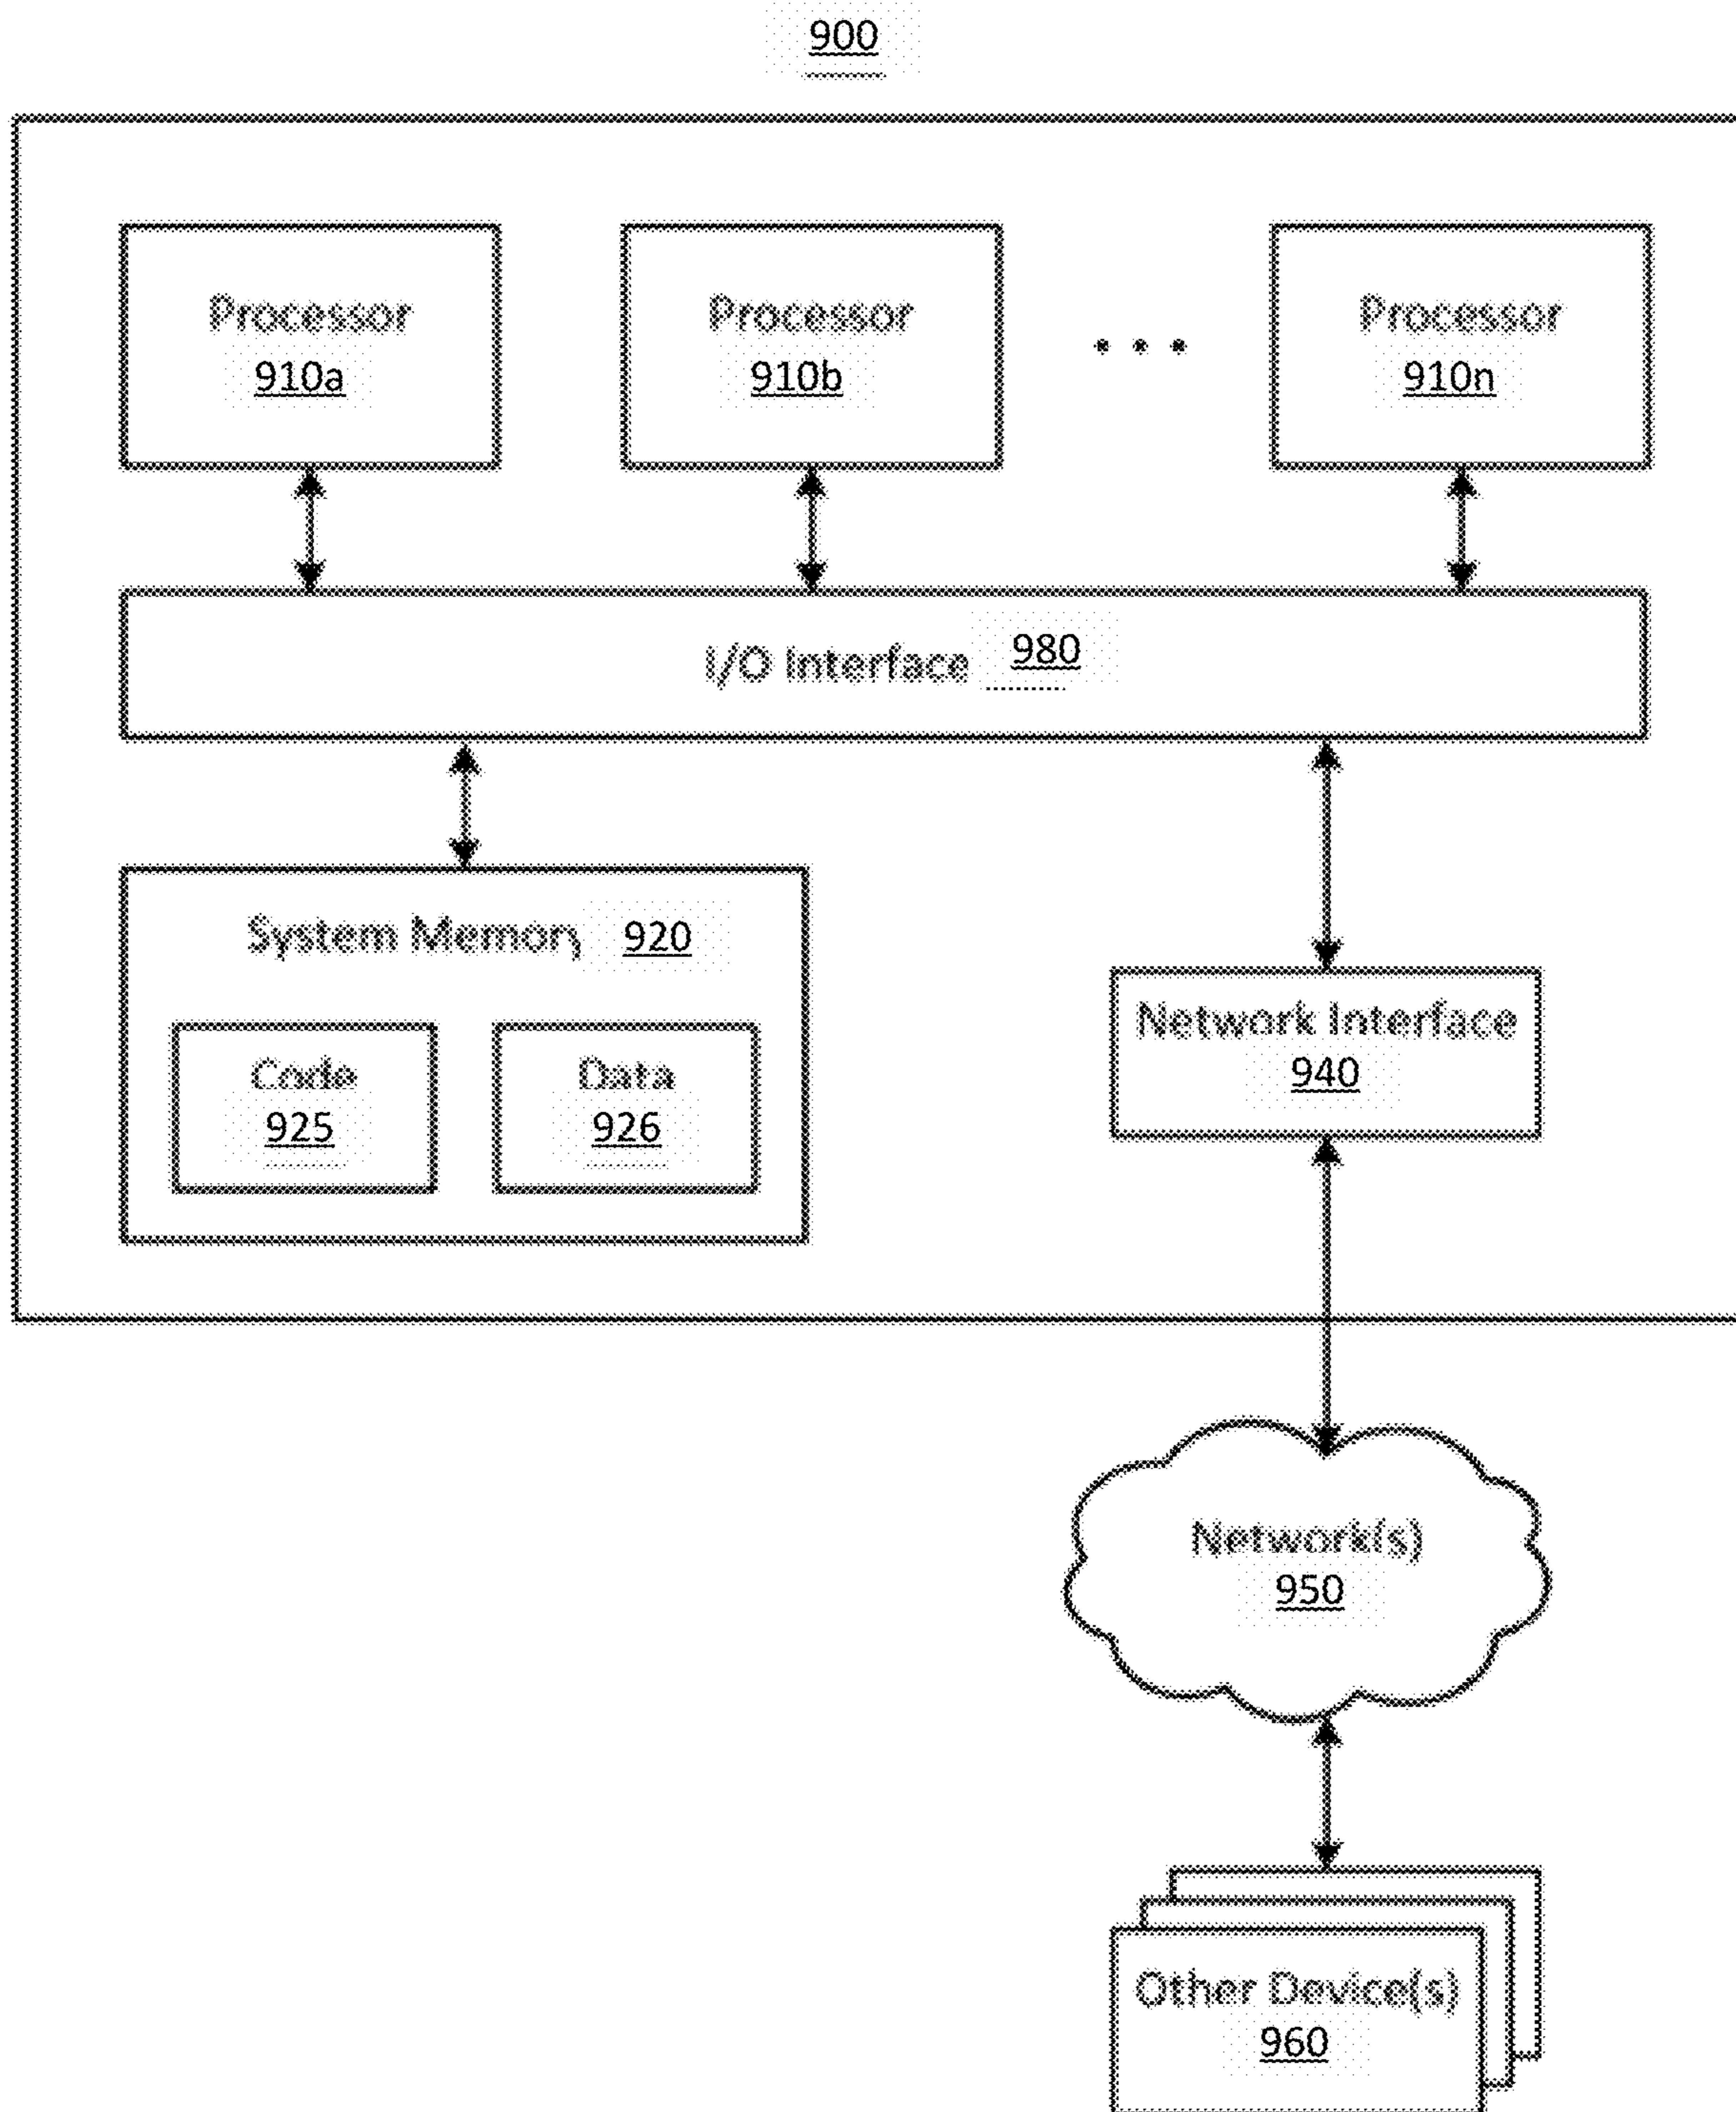 900
Processor
910a
Processor
910b
. . .
Processor
910n
I/O Interface 980
System Memory 920
Code
925
Data
926
Network Interface
940
Network(s)
950
Other Device(s)
960